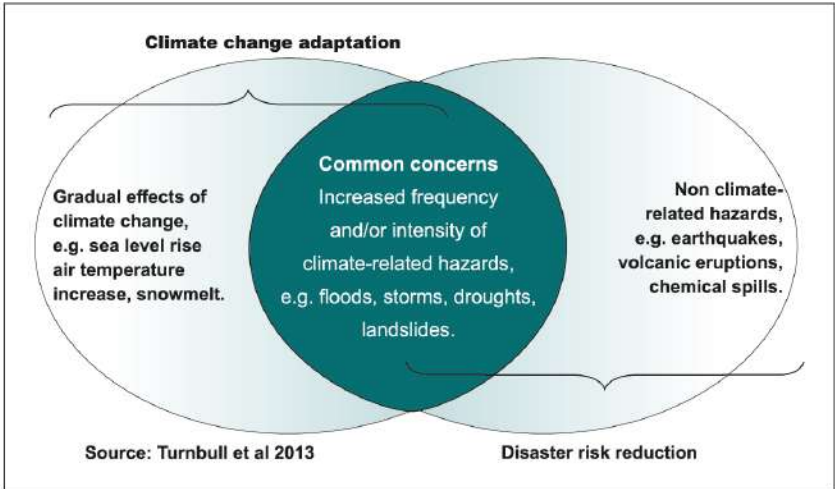 Climate change adaptation
Gradual effects of
climate change,
e.g. sea level rise
air temperature
increase, snowmelt.
Common concerns
Increased frequency
and/or intensity of
climate-related hazards,
e.g. floods, storms, droughts,
landslides.
Non climate-
related hazards,
e.g. earthquakes,
volcanic eruptions,
chemical spills.
Source: Turnbull et al 2013
Disaster risk reduction